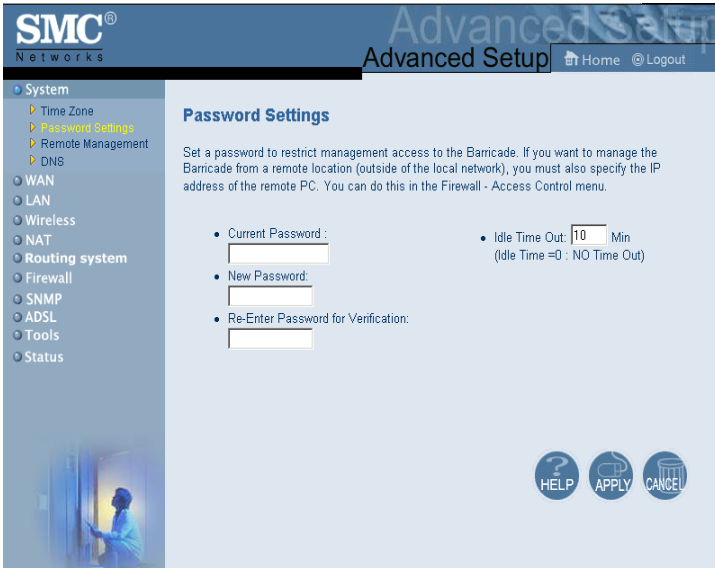 SMC®
Networks
Advanced Setup
Advanced Setup
Home
Logout
System
Time Zone
Password Settings
Remote Management
DNS
WAN
LAN
Wireless
NAT
Routing system
Firewall
SNMP
ADSL
Tools
Status
Password Settings
Set a password to restrict management access to the Barricade. If you want to manage the
Barricade from a remote location (outside of the local network), you must also specify the IP
address of the remote PC. You can do this in the Firewall - Access Control menu.
Current Password :
New Password:
Re-Enter Password for Verification:
Idle Time Out: 10 Min
(Idle Time =0 : NO Time Out)
HELP
APPLY
CANCEL